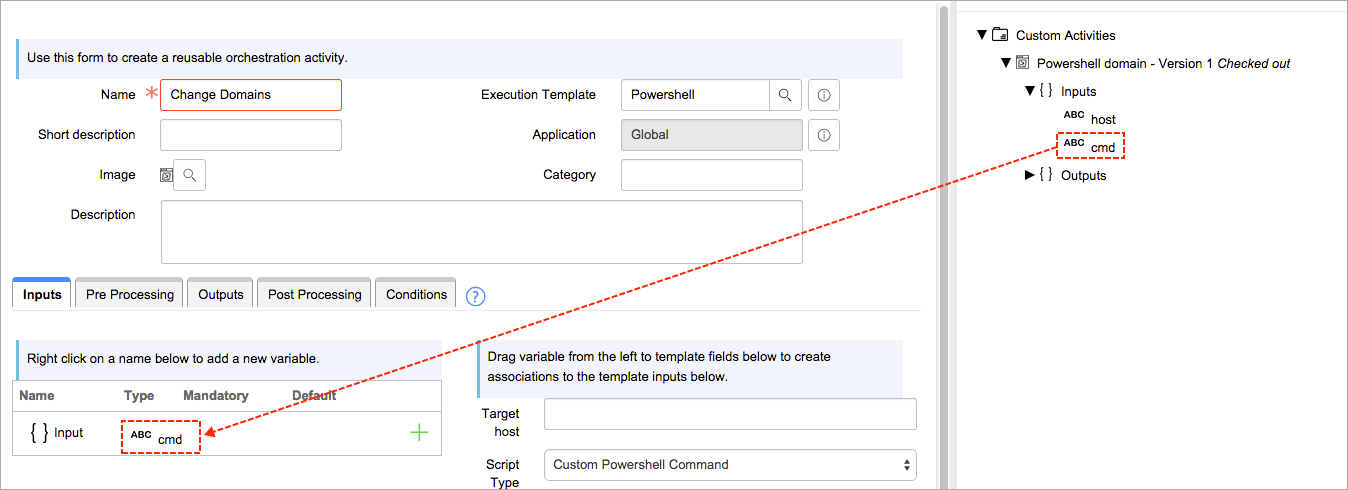 Use this form to create a reusable orchestration activity.
Name
Change Domains
Execution Template
Powershell
Short description
Application
Global
Image
Category
Description
Inputs
Pre Processing
Outputs
Post Processing
Conditions
?
Right click on a name below to add a new variable.
Name Type Mandatory Default
{ } Input
ABC cmd
Drag variable from the left to template fields below to create
associations to the template inputs below.
Target
host
Script
Type
Custom Powershell Command
Custom Activities
Powershell domain - Version 1 Checked out
{ } Inputs
ABC host
ABC cmd
{ } Outputs